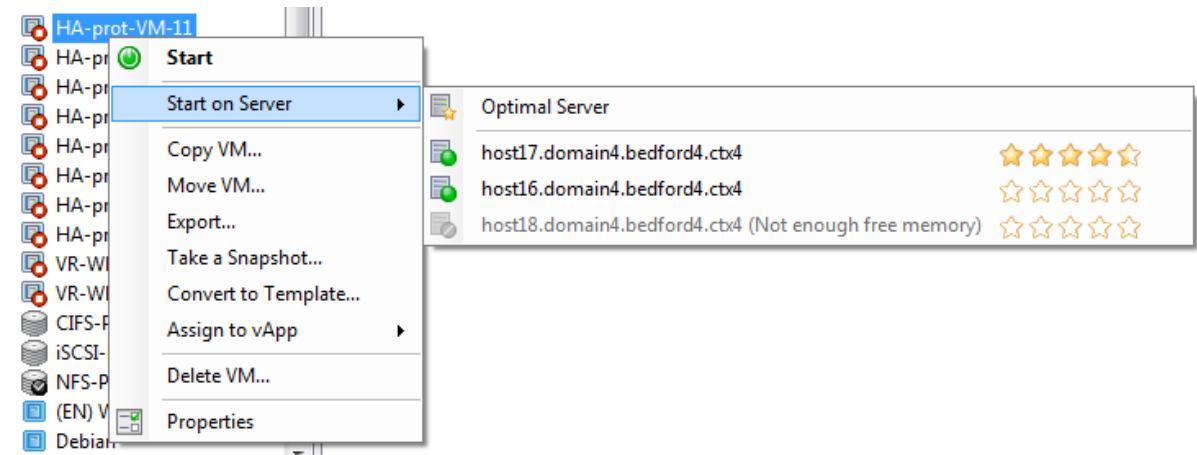 HA-prot-VM-11
HA-pr
HA-pr
HA-pr
HA-pr
HA-pr
HA-pr
HA-pr
VR-WI
VR-WI
CIFS-P
iSCSI-
NFS-P
(EN) W
Debian
Start
Start on Server
Copy VM...
Move VM...
Export...
Take a Snapshot...
Convert to Template...
Assign to vApp
Delete VM...
Properties
Optimal Server
host17.domain4.bedford4.ctx4
host16.domain4.bedford4.ctx4
host18.domain4.bedford4.ctx4 (Not enough free memory)